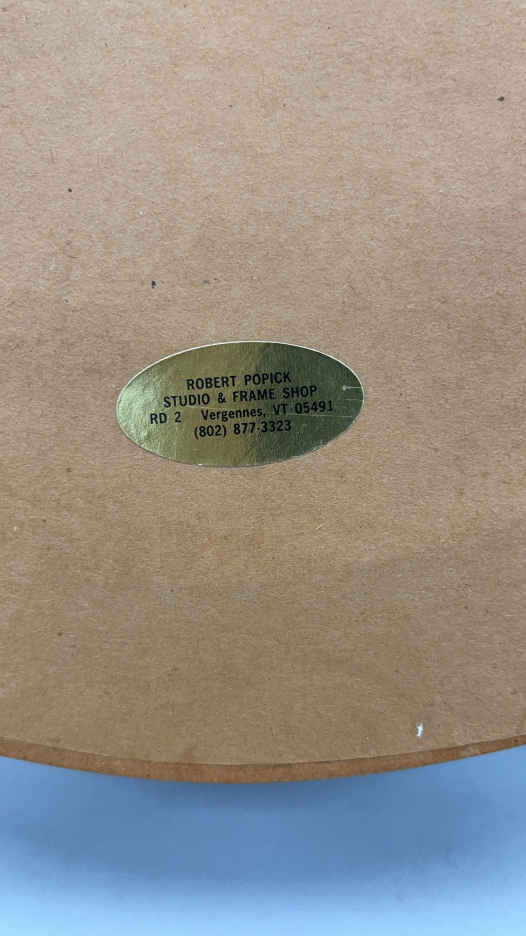 ROBERT POPICK
STUDIO & FRAME SHOP
RD 2 Vergennes, VT 05491
(802) 877-3323